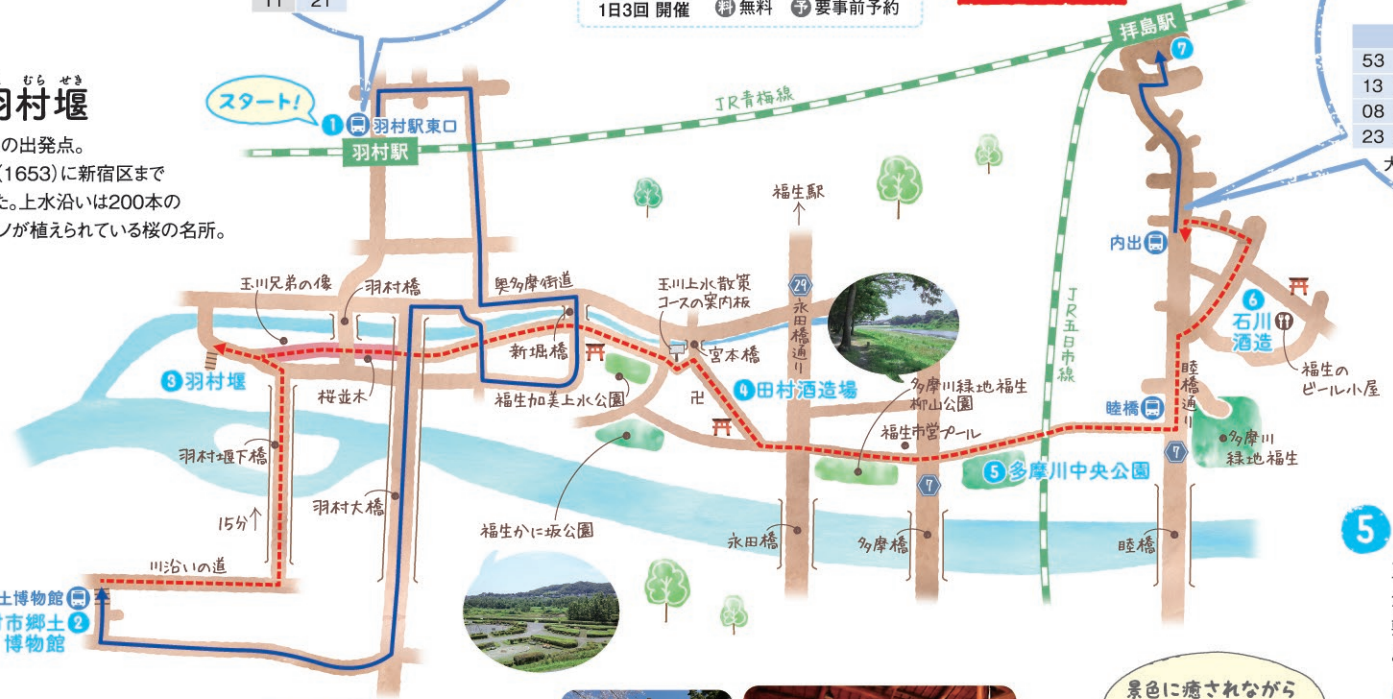 11 21
1日3回 開催 料 無料 予 要事前予約
むら せき
羽村堰
の出発点。
(1653)に新宿区まで
た。上水沿いは200本の
ノが植えられている桜の名所。
スタート!
1 羽村駅東口
羽村駅
JR青梅線
拝島駅
7
53
13
08
23
福生駅
内出
玉川兄弟の像
羽村橋
奥多摩街道
玉川上水散策
コースの案内板
29
永田橋通り
JR五日市線
6
石川
酒造
福生の
ビール小屋
3 羽村堰
桜並木
新堀橋
宮本橋
福生加美上水公園
卍
4 田村酒造場
多摩川緑地福生
柳山公園
福生市営プール
睦橋
睦橋通り
多摩川
緑地福生
羽村堰下橋
5 多摩川中央公園
7
7
15分↑
羽村大橋
福生かに坂公園
永田橋
多摩橋
睦橋
5
川沿いの道
土博物館
市郷土 2
博物館
景色に癒されながら